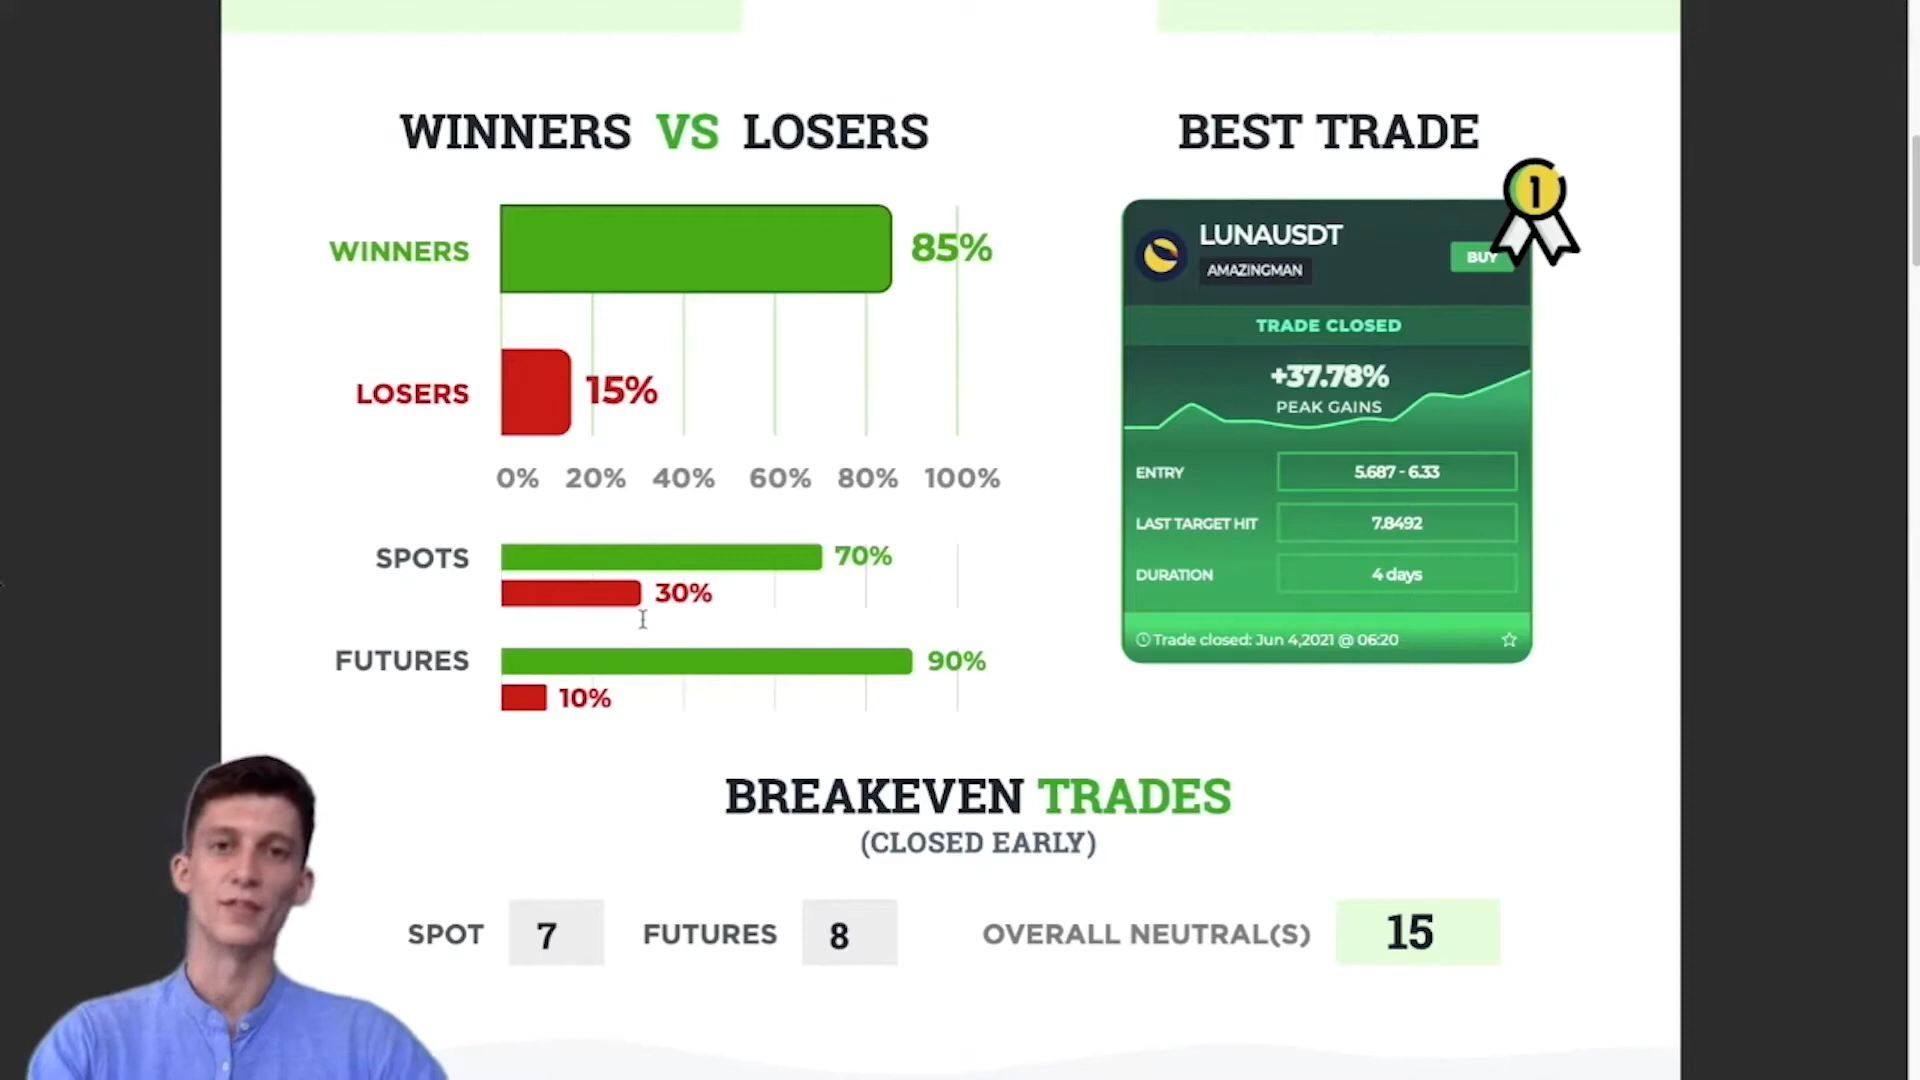 WINNERS VS LOSERS
WINNERS
85%
LOSERS
15%
0% 20% 40% 60% 80% 100%
SPOTS
70%
30%
FUTURES
90%
10%
BEST TRADE
1
LUNAUSDT
AMAZINGMAN
BUY
TRADE CLOSED
+37.78%
PEAK GAINS
ENTRY 5.687 - 6.33
LAST TARGET HIT 7.8492
DURATION 4 days
Trade closed: Jun 4,2021 @ 06:20
BREAKEVEN TRADES
(CLOSED EARLY)
SPOT 7 FUTURES 8 OVERALL NEUTRAL(S) 15